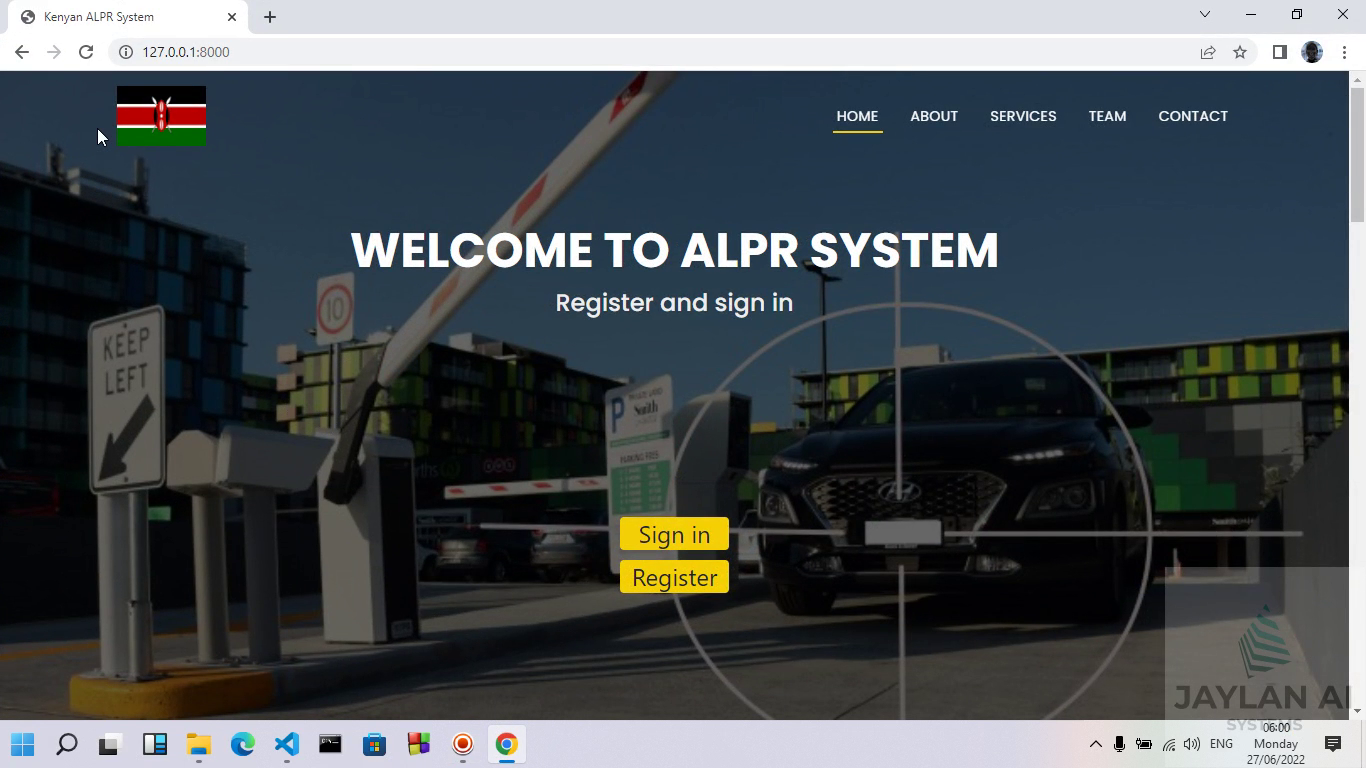 Kenyan ALPR System
127.0.0.1:8000
HOME ABOUT SERVICES TEAM CONTACT
WELCOME TO ALPR SYSTEM
Register and sign in
10
KEEP
LEFT
P
Smith
PARKING FEES
Sign in
Register
JAYLAN AI
SYSTEMS
ENG
06:00
Monday
27/06/2022